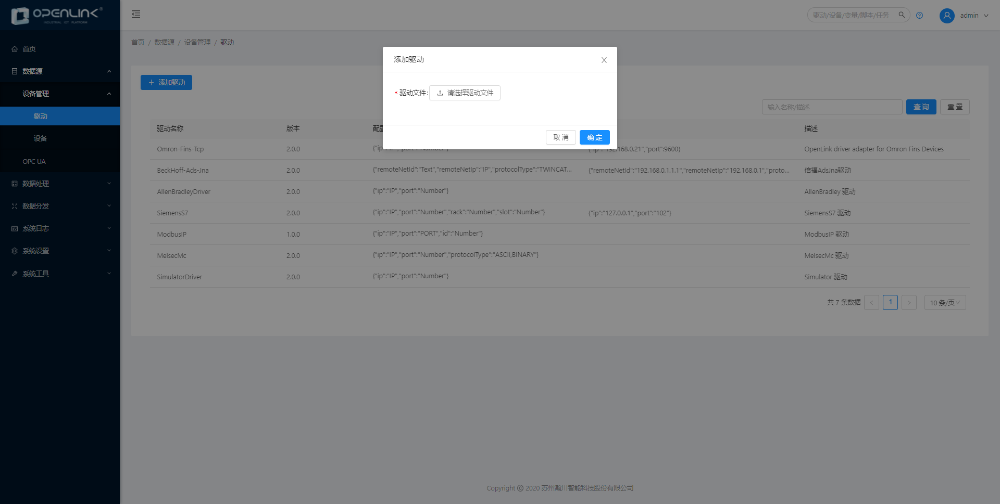 OPENLINK®
INDUSTRIAL IOT PLATFORM
驱动/设备/变量/脚本/任务
admin
首页
数据源
设备管理
驱动
设备
OPC UA
数据处理
数据分发
系统日志
系统设置
系统工具
首页 / 数据源 / 设备管理 / 驱动
添加驱动
添加驱动
* 驱动文件: 请选择驱动文件
取 消 确 定
输入名称/描述 查 询 重 置
驱动名称 版本 描述
Omron-Fins-Tcp 2.0.0 {"ip":"IP","port":"Number"} {"ip":"192.168.0.21","port":9600} OpenLink driver adapter for Omron Fins Devices
BeckHoff-Ads-Jna 2.0.0 {"remoteNetId":"Text","remoteNetIp":"IP","protocolType":"TWINCAT... {"remoteNetId":"192.168.0.1.1.1","remoteNetIp":"192.168.0.1","proto... 倍福AdsJna驱动
AllenBradleyDriver 2.0.0 {"ip":"IP","port":"Number"} AllenBradley 驱动
SiemensS7 2.0.0 {"ip":"IP","port":"Number","rack":"Number","slot":"Number"} {"ip":"127.0.0.1","port":"102"} SiemensS7 驱动
ModbusIP 1.0.0 {"ip":"IP","port":"PORT","id":"Number"} ModbusIP 驱动
MelsecMc 2.0.0 {"ip":"IP","port":"Number","protocolType":"ASCII,BINARY"} MelsecMc 驱动
SimulatorDriver 2.0.0 {"ip":"IP","port":"Number"} Simulator 驱动
共 7 条数据 < 1 > 10 条/页
Copyright © 2020 苏州瀚川智能科技股份有限公司